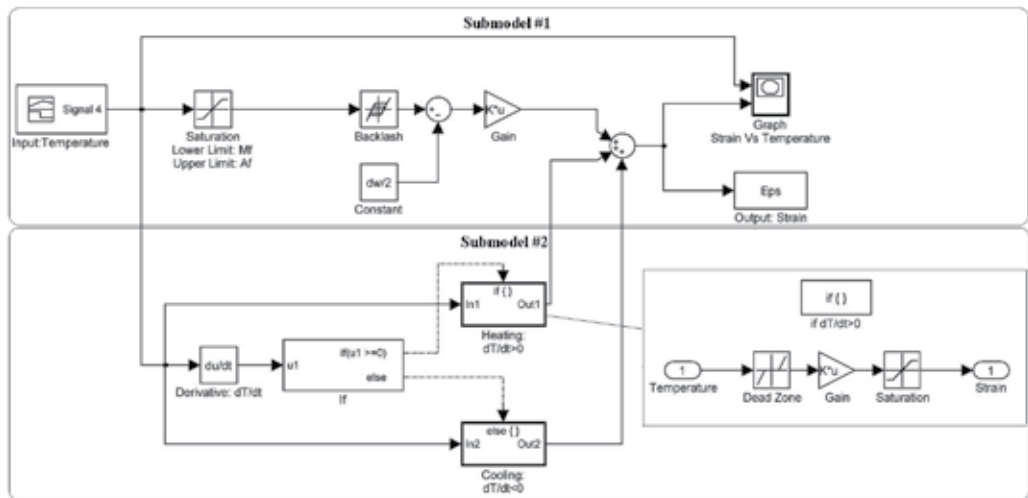 Submodel #1
Signal 4
Input:Temperature
Saturation
Lower Limit: Mf
Upper Limit: Af
Backlash
dw/2
Constant
K*u
Gain
Graph
Strain Vs Temperature
Eps
Output: Strain
Submodel #2
du/dt
Derivative: dT/dt
u1
if(u1 >=0)
else
If
if { }
In1
Out1
Heating:
dT/dt>0
else { }
In2
Out2
Cooling:
dT/dt<0
if { }
if dT/dt>0
1
Temperature
Dead Zone
K*u
Gain
Saturation
1
Strain